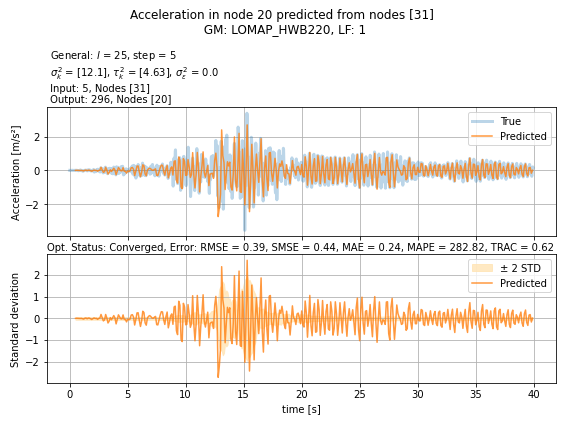 Acceleration in node 20 predicted from nodes [31]
GM: LOMAP_HWB220, LF: 1
General: l = 25, step = 5
σ²ₖ = [12.1], τ²ₖ = [4.63], σ²ε = 0.0
Input: 5, Nodes [31]
Output: 296, Nodes [20]
Acceleration [m/s²]
2
0
−2
True
Predicted
Opt. Status: Converged, Error: RMSE = 0.39, SMSE = 0.44, MAE = 0.24, MAPE = 282.82, TRAC = 0.62
Standard deviation
2
1
0
−1
−2
± 2 STD
Predicted
0 5 10 15 20 25 30 35 40
time [s]